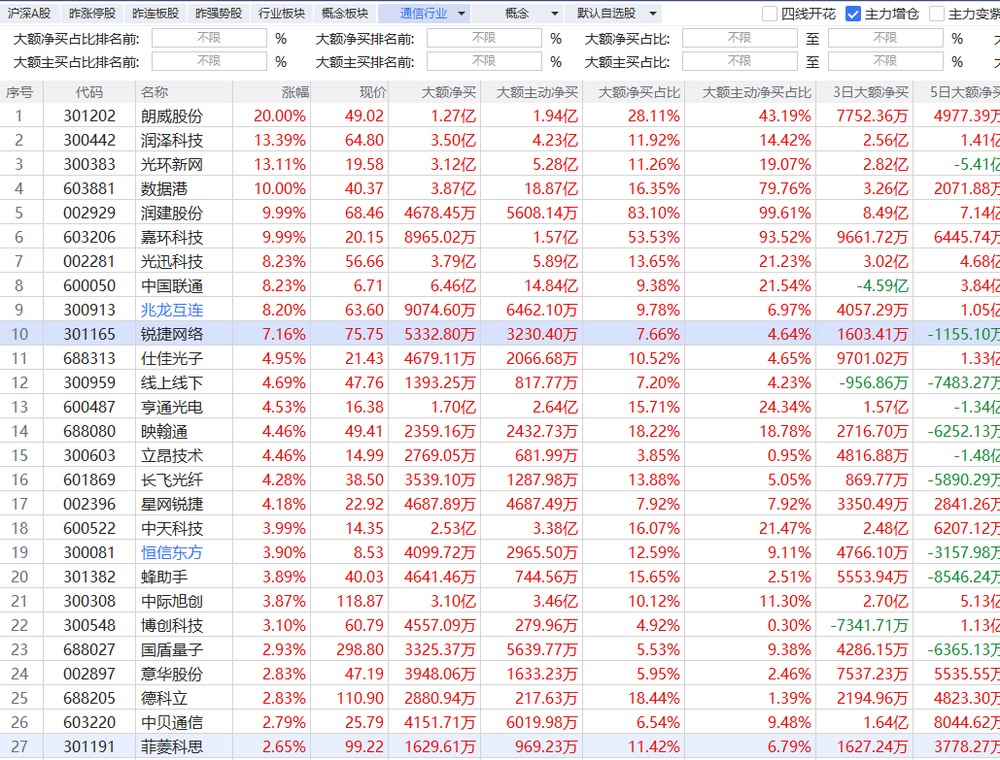 沪深A股 昨涨停股 昨连板股 昨强势股 行业板块 概念板块 通信行业 概念 默认自选股 四线开花 主力增仓 主力变紫
大额净买占比排名前: 不限 % 大额净买排名前: 不限 % 大额净买占比: 不限 至 不限 %
大额主买占比排名前: 不限 % 大额主买排名前: 不限 % 大额主买占比: 不限 至 不限 %
序号 代码 名称 涨幅 现价 大额净买 大额主动净买 大额净买占比 大额主动净买占比 3日大额净买 5日大额净买
1 301202 朗威股份 20.00% 49.02 1.27亿 1.94亿 28.11% 43.19% 7752.36万 4977.39万
2 300442 润泽科技 13.39% 64.80 3.50亿 4.23亿 11.92% 14.42% 2.56亿 1.41亿
3 300383 光环新网 13.11% 19.58 3.12亿 5.28亿 11.26% 19.07% 2.82亿 -5.41亿
4 603881 数据港 10.00% 40.37 3.87亿 18.87亿 16.35% 79.76% 3.26亿 2071.88万
5 002929 润建股份 9.99% 68.46 4678.45万 5608.14万 83.10% 99.61% 8.49亿 7.14亿
6 603206 嘉环科技 9.99% 20.15 8965.02万 1.57亿 53.53% 93.52% 9661.72万 6445.74万
7 002281 光迅科技 8.23% 56.66 3.79亿 5.89亿 13.65% 21.23% 3.02亿 4.68亿
8 600050 中国联通 8.23% 6.71 6.46亿 14.84亿 9.38% 21.54% -4.59亿 3.84亿
9 300913 兆龙互连 8.20% 63.60 9074.60万 6462.10万 9.78% 6.97% 4057.29万 1.05亿
10 301165 锐捷网络 7.16% 75.75 5332.80万 3230.40万 7.66% 4.64% 1603.41万 -1155.10万
11 688313 仕佳光子 4.95% 21.43 4679.11万 2066.68万 10.52% 4.65% 9701.02万 1.33亿
12 300959 线上线下 4.69% 47.76 1393.25万 817.77万 7.20% 4.23% -956.86万 -7483.27万
13 600487 亨通光电 4.53% 16.38 1.70亿 2.64亿 15.71% 24.34% 1.57亿 -1.34亿
14 688080 映翰通 4.46% 49.41 2359.16万 2432.73万 18.22% 18.78% 2716.70万 -6252.13万
15 300603 立昂技术 4.46% 14.99 2769.05万 681.99万 3.85% 0.95% 4816.88万 -1.48亿
16 601869 长飞光纤 4.28% 38.50 3539.10万 1287.98万 13.88% 5.05% 869.77万 -5890.29万
17 002396 星网锐捷 4.18% 22.92 4687.89万 4687.49万 7.92% 7.92% 3350.49万 2841.26万
18 600522 中天科技 3.99% 14.35 2.53亿 3.38亿 16.07% 21.47% 2.48亿 6207.12万
19 300081 恒信东方 3.90% 8.53 4099.72万 2965.50万 12.59% 9.11% 4766.10万 -3157.98万
20 301382 蜂助手 3.89% 40.03 4641.46万 744.56万 15.65% 2.51% 5553.94万 -8546.24万
21 300308 中际旭创 3.87% 118.87 3.10亿 3.46亿 10.12% 11.30% 2.70亿 5.13亿
22 300548 博创科技 3.10% 60.79 4557.09万 279.96万 4.92% 0.30% -7341.71万 1.13亿
23 688027 国盾量子 2.93% 298.80 3325.37万 5639.77万 5.53% 9.38% 4286.15万 -6365.13万
24 002897 意华股份 2.83% 47.19 3948.06万 1633.23万 5.95% 2.46% 7537.23万 5535.55万
25 688205 德科立 2.83% 110.90 2880.94万 217.63万 18.44% 1.39% 2194.96万 4823.30万
26 603220 中贝通信 2.79% 25.79 4151.71万 6019.98万 6.54% 9.48% 1.64亿 8044.62万
27 301191 菲菱科思 2.65% 99.22 1629.61万 969.23万 11.42% 6.79% 1627.24万 3778.27万